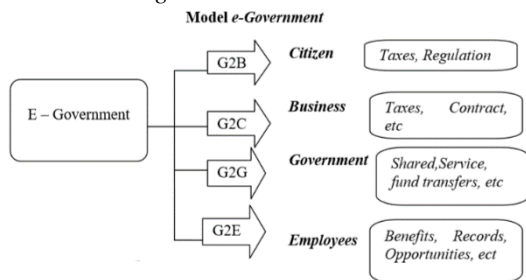 Model e-Government
G2B
Citizen
Taxes, Regulation
E – Government
G2C
Business
Taxes, Contract,
etc
G2G
Government
Shared,Service,
fund transfers, etc
G2E
Employees
Benefits, Records,
Opportunities, ect